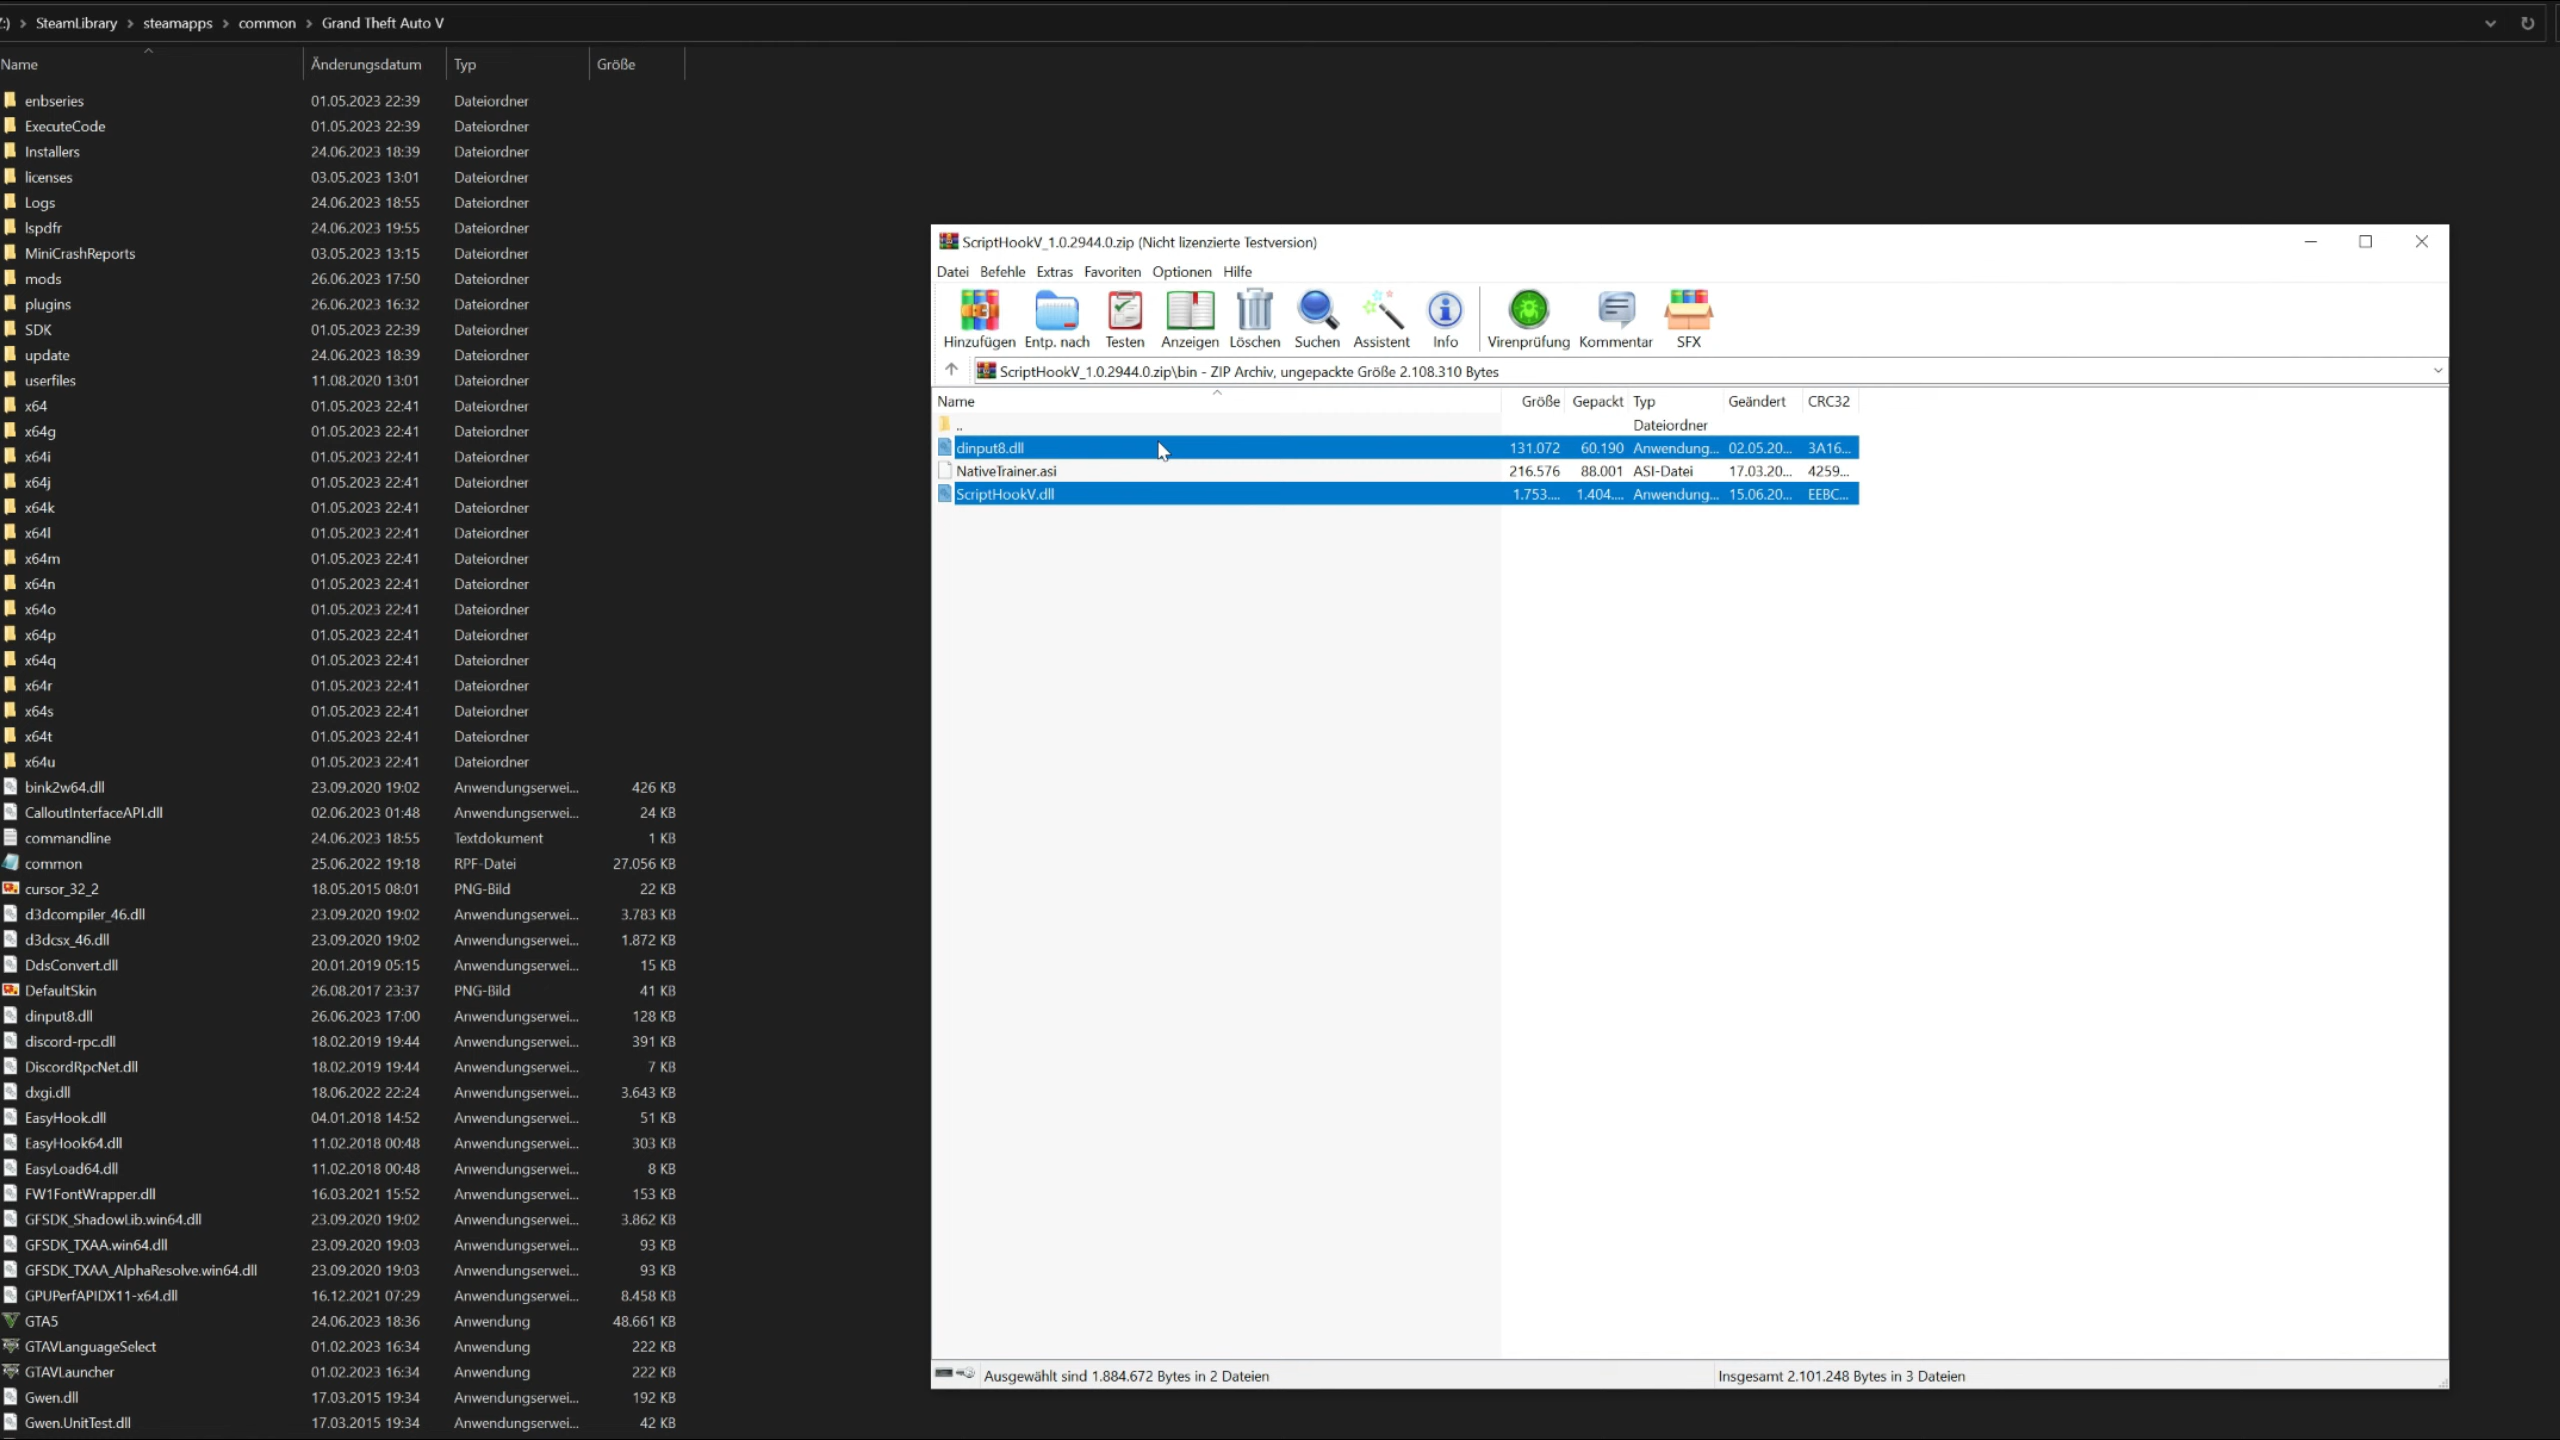 :) > SteamLibrary > steamapps > common > Grand Theft Auto V
Name Änderungsdatum Typ Größe
enbseries 01.05.2023 22:39 Dateiordner
ExecuteCode 01.05.2023 22:39 Dateiordner
Installers 24.06.2023 18:39 Dateiordner
licenses 03.05.2023 13:01 Dateiordner
Logs 24.06.2023 18:55 Dateiordner
lspdfr 24.06.2023 19:55 Dateiordner
MiniCrashReports 03.05.2023 13:15 Dateiordner
mods 26.06.2023 17:50 Dateiordner
plugins 26.06.2023 16:32 Dateiordner
SDK 01.05.2023 22:39 Dateiordner
update 24.06.2023 18:39 Dateiordner
userfiles 11.08.2020 13:01 Dateiordner
x64 01.05.2023 22:41 Dateiordner
x64g 01.05.2023 22:41 Dateiordner
x64i 01.05.2023 22:41 Dateiordner
x64j 01.05.2023 22:41 Dateiordner
x64k 01.05.2023 22:41 Dateiordner
x64l 01.05.2023 22:41 Dateiordner
x64m 01.05.2023 22:41 Dateiordner
x64n 01.05.2023 22:41 Dateiordner
x64o 01.05.2023 22:41 Dateiordner
x64p 01.05.2023 22:41 Dateiordner
x64q 01.05.2023 22:41 Dateiordner
x64r 01.05.2023 22:41 Dateiordner
x64s 01.05.2023 22:41 Dateiordner
x64t 01.05.2023 22:41 Dateiordner
x64u 01.05.2023 22:41 Dateiordner
bink2w64.dll 23.09.2020 19:02 Anwendungserwei... 426 KB
CalloutInterfaceAPI.dll 02.06.2023 01:48 Anwendungserwei... 24 KB
commandline 24.06.2023 18:55 Textdokument 1 KB
common 25.06.2022 19:18 RPF-Datei 27.056 KB
cursor_32_2 18.05.2015 08:01 PNG-Bild 22 KB
d3dcompiler_46.dll 23.09.2020 19:02 Anwendungserwei... 3.783 KB
d3dcsx_46.dll 23.09.2020 19:02 Anwendungserwei... 1.872 KB
DdsConvert.dll 20.01.2019 05:15 Anwendungserwei... 15 KB
DefaultSkin 26.08.2017 23:37 PNG-Bild 41 KB
dinput8.dll 26.06.2023 17:00 Anwendungserwei... 128 KB
discord-rpc.dll 18.02.2019 19:44 Anwendungserwei... 391 KB
DiscordRpcNet.dll 18.02.2019 19:44 Anwendungserwei... 7 KB
dxgi.dll 18.06.2022 22:24 Anwendungserwei... 3.643 KB
EasyHook.dll 04.01.2018 14:52 Anwendungserwei... 51 KB
EasyHook64.dll 11.02.2018 00:48 Anwendungserwei... 303 KB
EasyLoad64.dll 11.02.2018 00:48 Anwendungserwei... 8 KB
FW1FontWrapper.dll 16.03.2021 15:52 Anwendungserwei... 153 KB
GFSDK_ShadowLib.win64.dll 23.09.2020 19:02 Anwendungserwei... 3.862 KB
GFSDK_TXAA.win64.dll 23.09.2020 19:03 Anwendungserwei... 93 KB
GFSDK_TXAA_AlphaResolve.win64.dll 23.09.2020 19:03 Anwendungserwei... 93 KB
GPUPerfAPIDX11-x64.dll 16.12.2021 07:29 Anwendungserwei... 8.458 KB
GTA5 24.06.2023 18:36 Anwendung 48.661 KB
GTAVLanguageSelect 01.02.2023 16:34 Anwendung 222 KB
GTAVLauncher 01.02.2023 16:34 Anwendung 222 KB
Gwen.dll 17.03.2015 19:34 Anwendungserwei... 192 KB
Gwen.UnitTest.dll 17.03.2015 19:34 Anwendungserwei... 42 KB
ScriptHookV_1.0.2944.0.zip (Nicht lizenzierte Testversion)
Datei Befehle Extras Favoriten Optionen Hilfe
Hinzufügen Entp. nach Testen Anzeigen Löschen Suchen Assistent Info Virenprüfung Kommentar SFX
ScriptHookV_1.0.2944.0.zip\bin - ZIP Archiv, ungepackte Größe 2.108.310 Bytes
Name Größe Gepackt Typ Geändert CRC32
.. Dateiordner
dinput8.dll 131.072 60.190 Anwendung... 02.05.20... 3A16...
NativeTrainer.asi 216.576 88.001 ASI-Datei 17.03.20... 4259...
ScriptHookV.dll 1.753.... 1.404.... Anwendung... 15.06.20... EEBC...
Ausgewählt sind 1.884.672 Bytes in 2 Dateien Insgesamt 2.101.248 Bytes in 3 Dateien